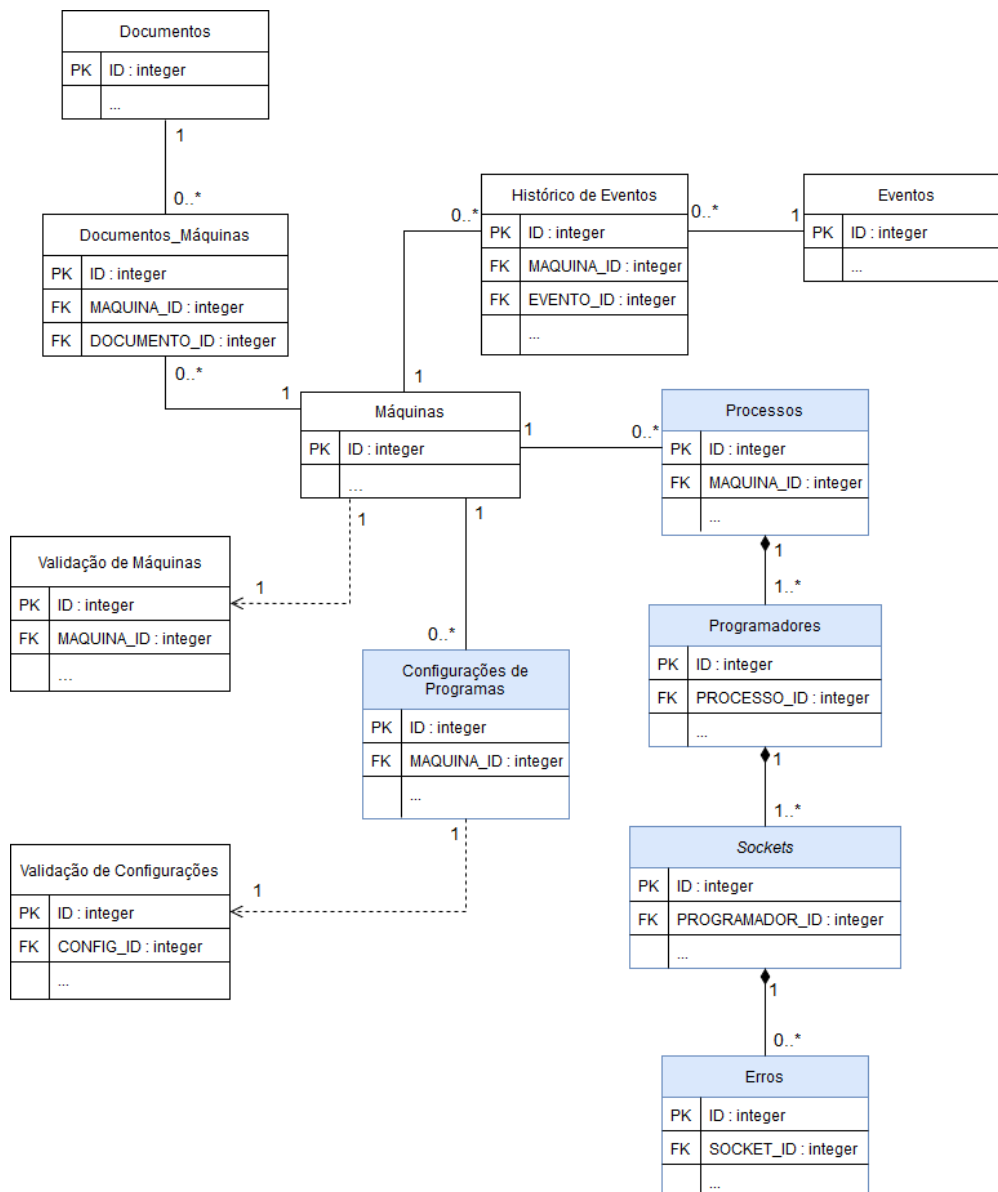 Documentos
PK ID : integer
...
1
0..*
Documentos_Máquinas
PK ID : integer
FK MAQUINA_ID : integer
FK DOCUMENTO_ID : integer
0..*
1
Histórico de Eventos
PK ID : integer
FK MAQUINA_ID : integer
FK EVENTO_ID : integer
...
0..*
1
0..*
1
Eventos
PK ID : integer
...
Máquinas
PK ID : integer
...
1
0..*
Processos
PK ID : integer
FK MAQUINA_ID : integer
...
1
1
Validação de Máquinas
PK ID : integer
FK MAQUINA_ID : integer
...
1
0..*
Configurações de
Programas
PK ID : integer
FK MAQUINA_ID : integer
...
1
1..*
Programadores
PK ID : integer
FK PROCESSO_ID : integer
...
1
1..*
Sockets
PK ID : integer
FK PROGRAMADOR_ID : integer
...
1
1
Validação de Configurações
PK ID : integer
FK CONFIG_ID : integer
...
1
0..*
Erros
PK ID : integer
FK SOCKET_ID : integer
...